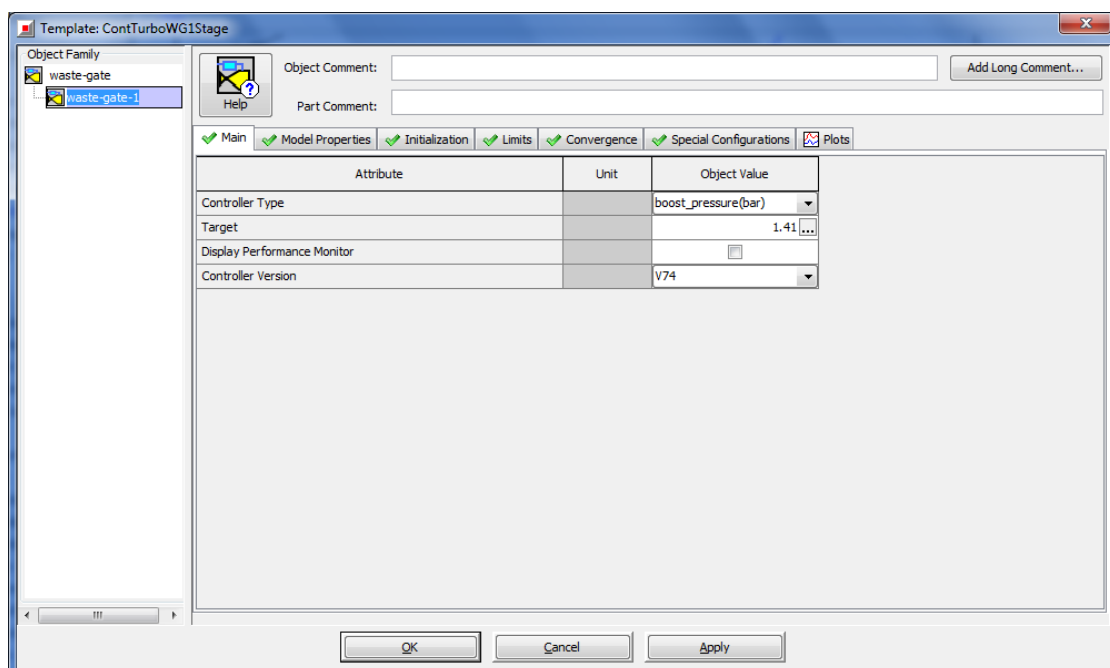 Template: ContTurboWG1Stage
Object Family
waste-gate
waste-gate-1
Help
Object Comment:
Add Long Comment...
Part Comment:
Main Model Properties Initialization Limits Convergence Special Configurations Plots
Attribute Unit Object Value
Controller Type boost_pressure(bar)
Target 1.41 ...
Display Performance Monitor
Controller Version V74
OK Cancel Apply